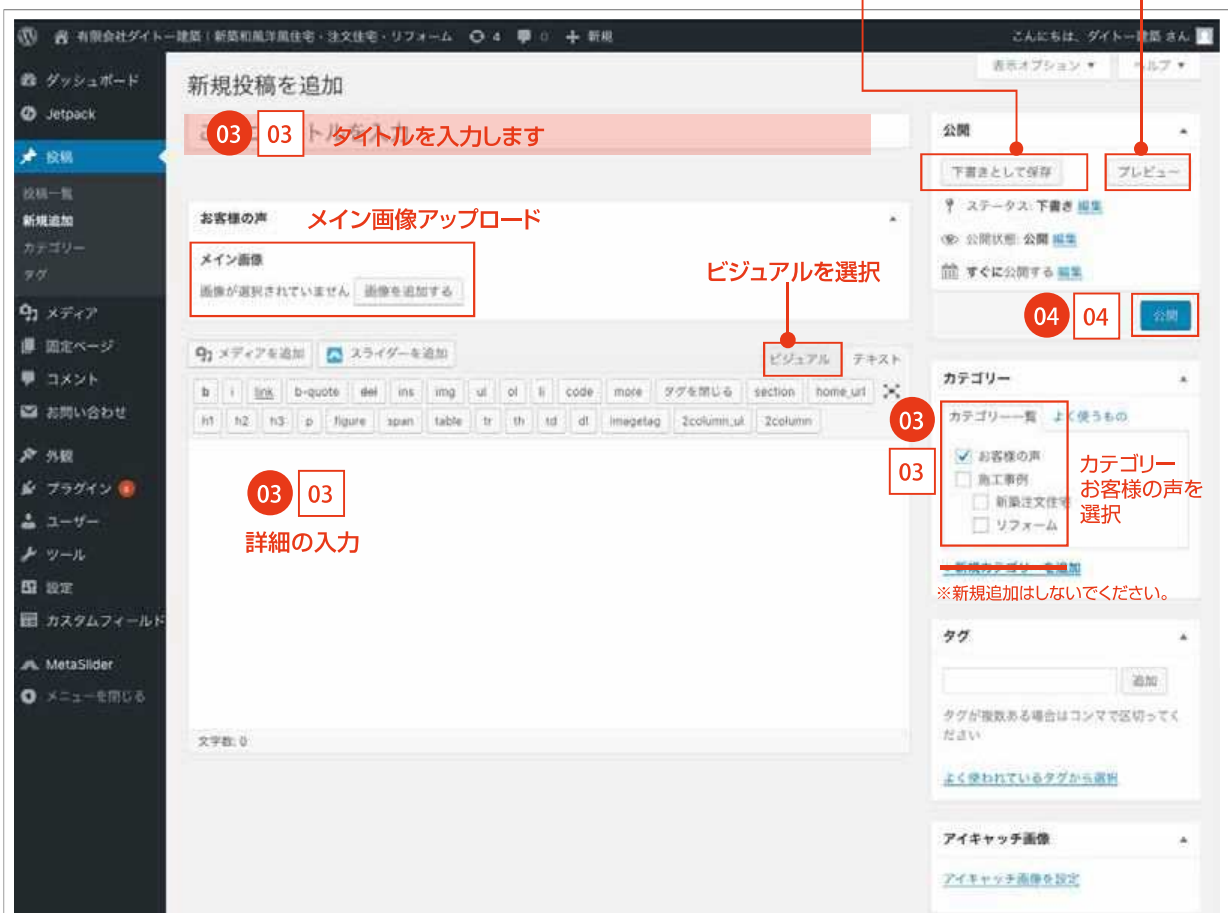 有限会社ダイトー建築 | 新築和風洋風住宅・注文住宅・リフォーム 4 0 + 新規
こんにちは、ダイトー建築 さん
表示オプション ▼
ヘルプ ▼
ダッシュボード
Jetpack
投稿
投稿一覧
新規追加
カテゴリー
タグ
メディア
固定ページ
コメント
お問い合わせ
外観
プラグイン
ユーザー
ツール
設定
カスタムフィールド
MetaSlider
メニューを閉じる
新規投稿を追加
03 03 タイトルを入力します
お客様の声
メイン画像アップロード
メイン画像
画像が選択されていません 画像を追加する
ビジュアルを選択
メディアを追加 スライダーを追加
ビジュアル テキスト
b i link b-quote del ins img ul ol li code more タグを閉じる section home_url
h1 h2 h3 p figure span table tr th td dl imagetag 2column_ul 2column
03 03
詳細の入力
文字数: 0
公開
下書きとして保存 プレビュー
ステータス: 下書き 編集
公開状態: 公開 編集
すぐに公開する 編集
04 04 公開
カテゴリー
03
03
カテゴリー一覧 よく使うもの
お客様の声
施工事例
新築注文住宅
リフォーム
カテゴリー
お客様の声を
選択
+ 新規カテゴリーを追加
※新規追加はしないでください。
タグ
追加
タグが複数ある場合はコンマで区切ってく
ださい
よく使われているタグから選択
アイキャッチ画像
アイキャッチ画像を設定